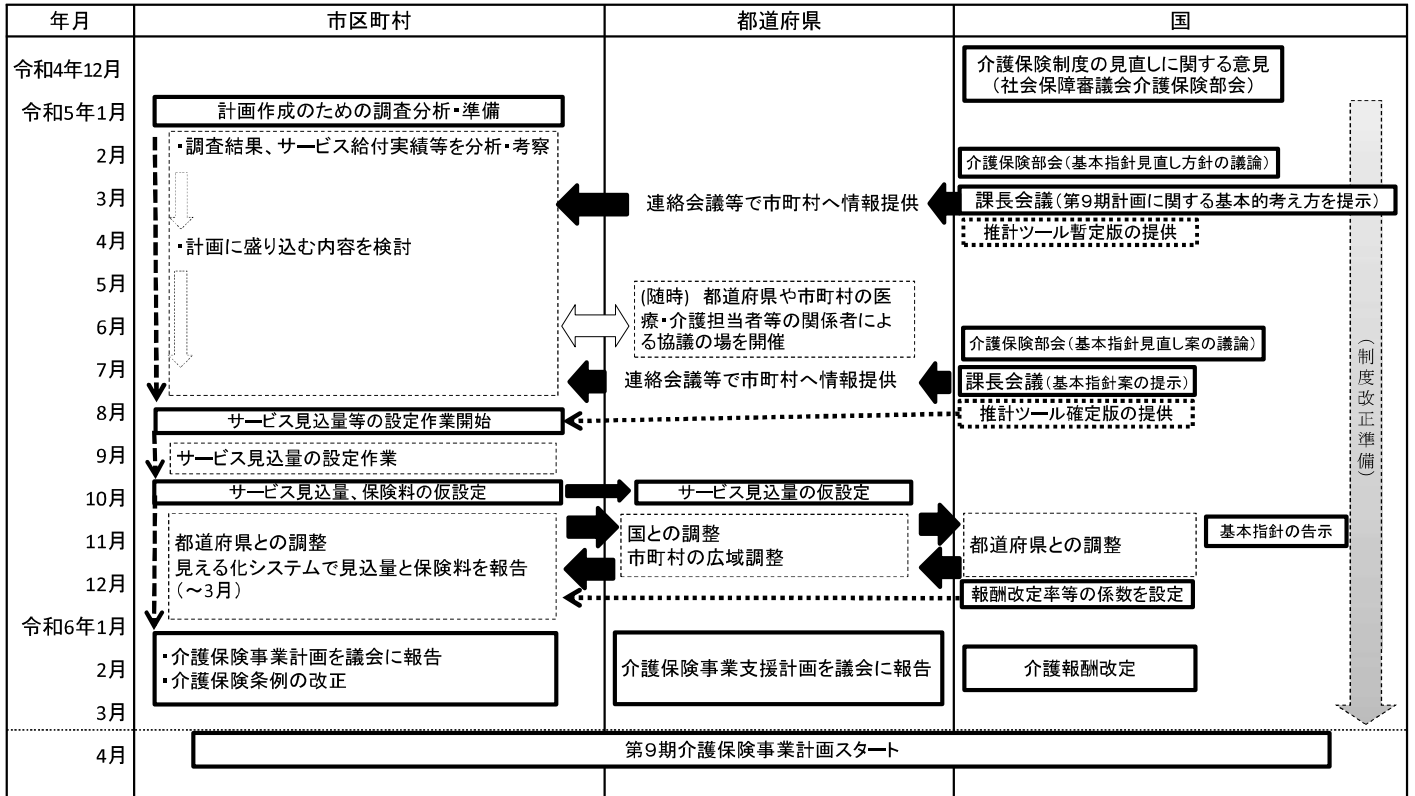 年月
市区町村
都道府県
国
令和4年12月
介護保険制度の見直しに関する意見
(社会保障審議会介護保険部会)
令和5年1月
計画作成のための調査分析・準備
・調査結果、サービス給付実績等を分析・考察
2月
介護保険部会(基本指針見直し方針の議論)
3月
連絡会議等で市町村へ情報提供
課長会議(第9期計画に関する基本的考え方を提示)
4月
・計画に盛り込む内容を検討
推計ツール暫定版の提供
5月
(随時) 都道府県や市町村の医
療・介護担当者等の関係者によ
る協議の場を開催
6月
介護保険部会(基本指針見直し案の議論)
(制度改正準備)
7月
連絡会議等で市町村へ情報提供
課長会議(基本指針案の提示)
8月
サービス見込量等の設定作業開始
推計ツール確定版の提供
9月
サービス見込量の設定作業
10月
サービス見込量、保険料の仮設定
サービス見込量の仮設定
11月
都道府県との調整
見える化システムで見込量と保険料を報告
(~3月)
国との調整
市町村の広域調整
都道府県との調整
基本指針の告示
12月
報酬改定率等の係数を設定
令和6年1月
・介護保険事業計画を議会に報告
・介護保険条例の改正
2月
介護保険事業支援計画を議会に報告
介護報酬改定
3月
4月
第9期介護保険事業計画スタート